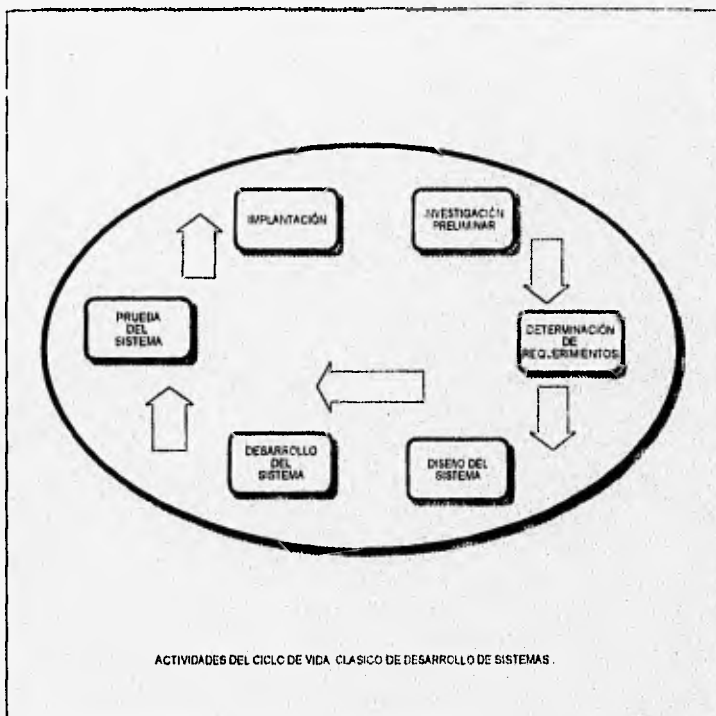 IMPLANTACIÓN
INVESTIGACIÓN
PRELIMINAR
PRUEBA
DEL
SISTEMA
DETERMINACIÓN
DE
REQUERIMIENTOS
DESARROLLO
DEL
SISTEMA
DISEÑO DEL
SISTEMA
ACTIVIDADES DEL CICLO DE VIDA CLASICO DE DESARROLLO DE SISTEMAS.